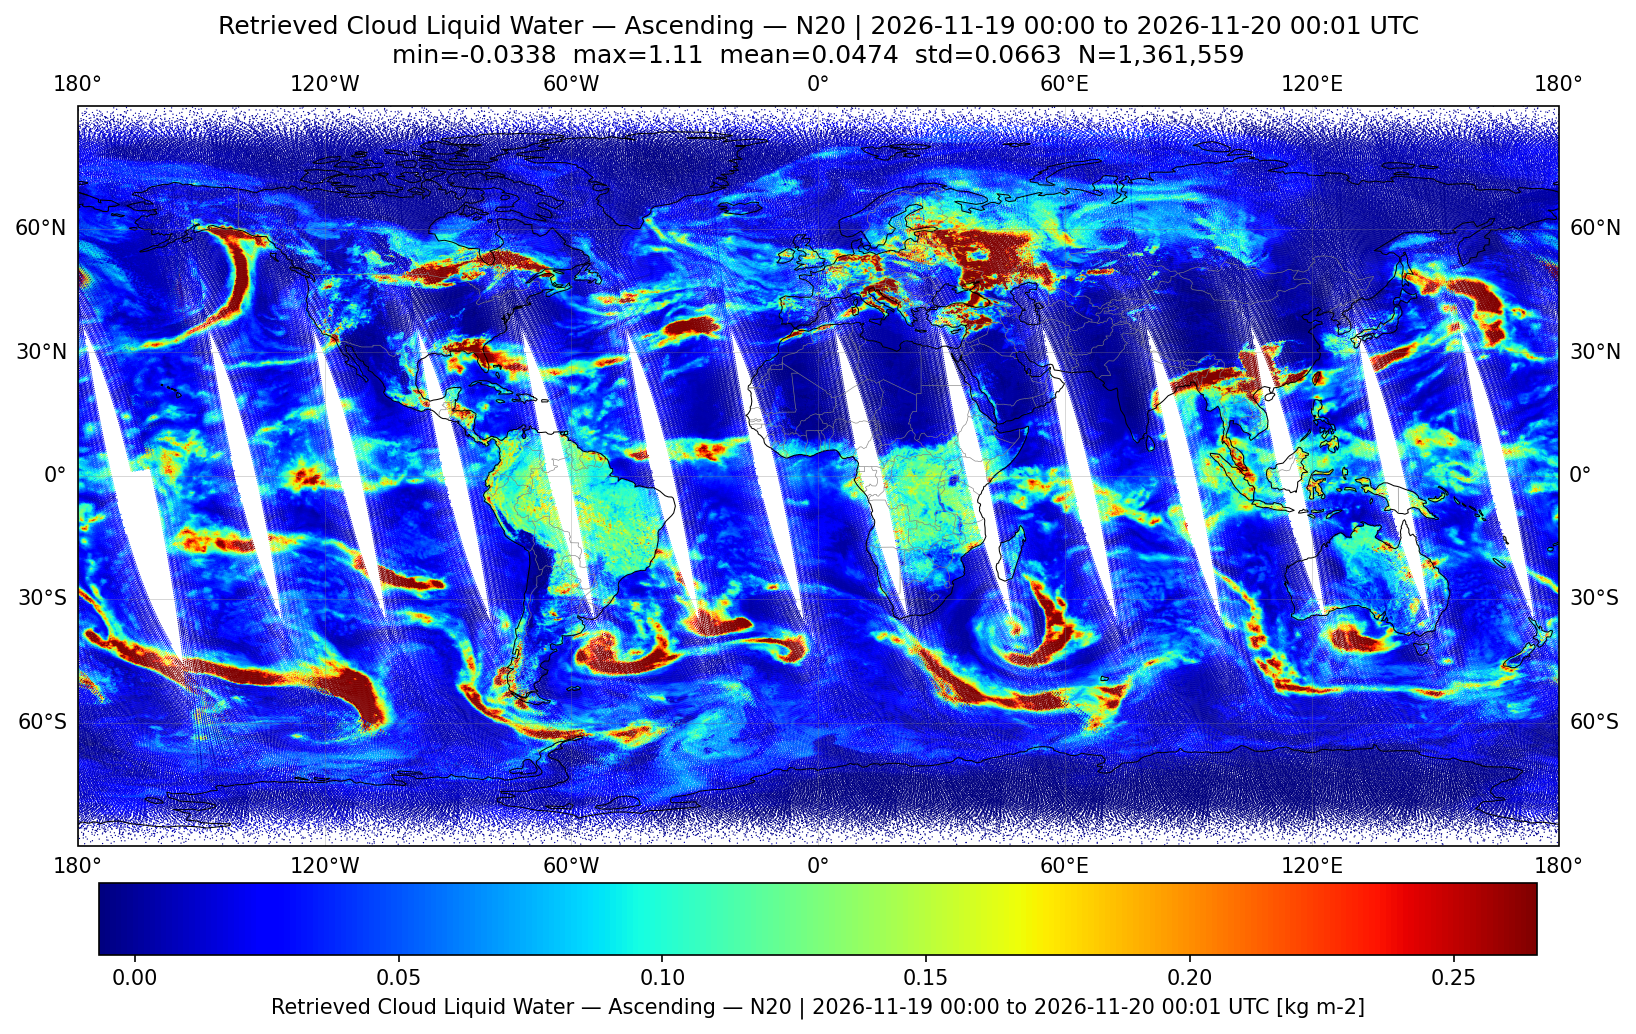 Retrieved Cloud Liquid Water — Ascending — N20 | 2026-11-19 00:00 to 2026-11-20 00:01 UTC
min=-0.0338 max=1.11 mean=0.0474 std=0.0663 N=1,361,559
180° 120°W 60°W 0° 60°E 120°E 180°
60°N 60°N
30°N 30°N
0° 0°
30°S 30°S
60°S 60°S
180° 120°W 60°W 0° 60°E 120°E 180°
0.00 0.05 0.10 0.15 0.20 0.25
Retrieved Cloud Liquid Water — Ascending — N20 | 2026-11-19 00:00 to 2026-11-20 00:01 UTC [kg m-2]